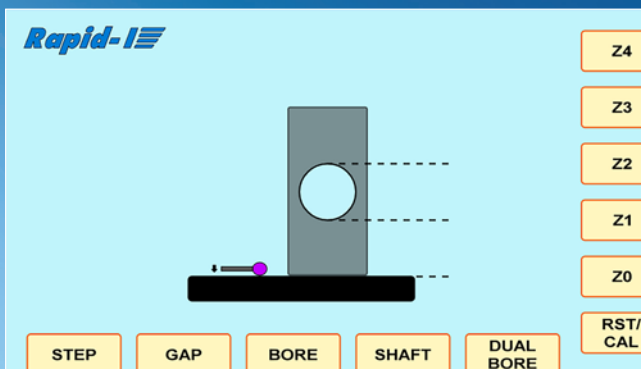 Rapid-I
Z4
Z3
Z2
Z1
Z0
RST/
CAL
STEP
GAP
BORE
SHAFT
DUAL
BORE